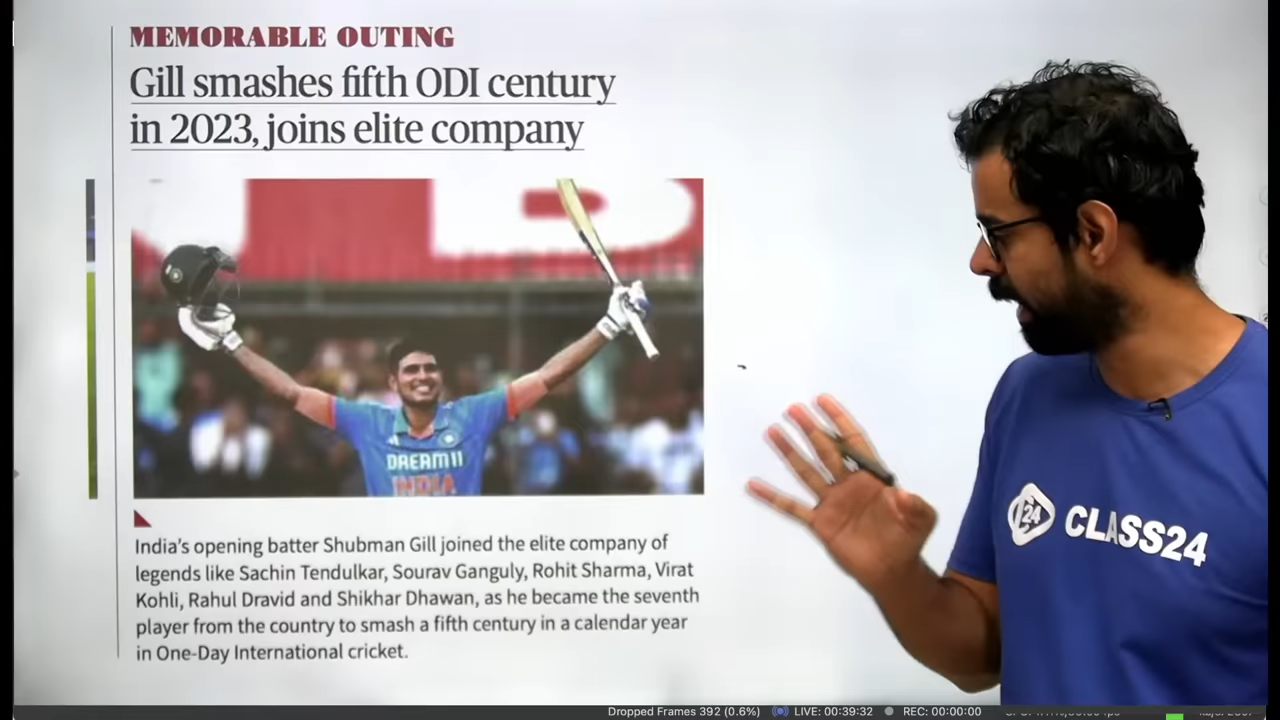 MEMORABLE OUTING
Gill smashes fifth ODI century
in 2023, joins elite company
DREAM11
INDIA
India's opening batter Shubman Gill joined the elite company of
legends like Sachin Tendulkar, Sourav Ganguly, Rohit Sharma, Virat
Kohli, Rahul Dravid and Shikhar Dhawan, as he became the seventh
player from the country to smash a fifth century in a calendar year
in One-Day International cricket.
24
CLASS24
Dropped Frames 392 (0.6%) LIVE: 00:39:32 REC: 00:00:00